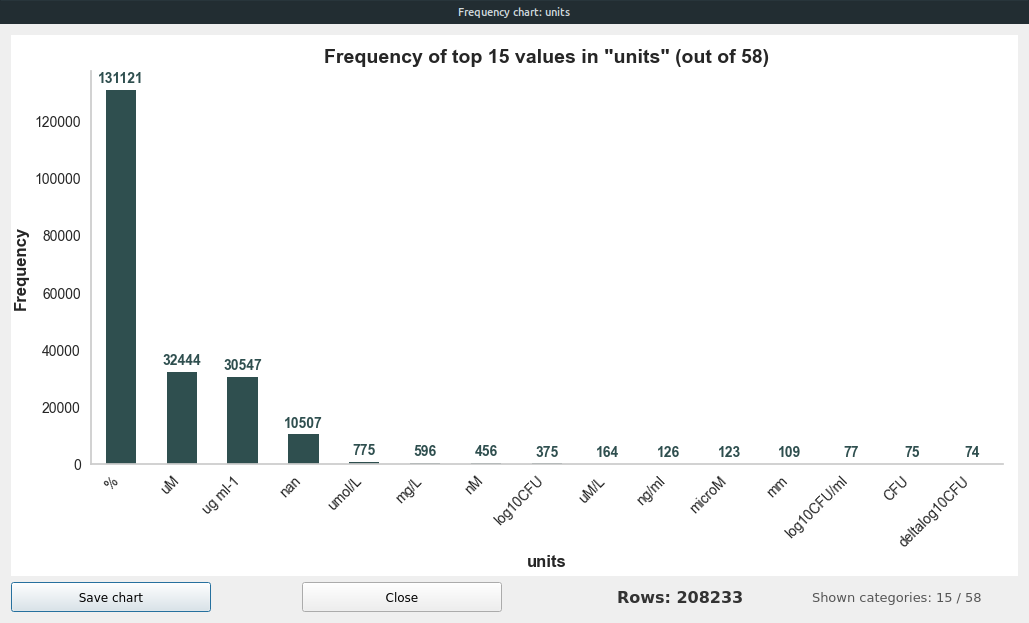 Frequency chart: units
Frequency of top 15 values in "units" (out of 58)
Frequency
120000
100000
80000
60000
40000
20000
0
131121
32444
30547
10507
775
596
456
375
164
126
123
109
77
75
74
%
uM
ug ml-1
nan
umol/L
mg/L
nM
log10CFU
uM/L
ng/ml
microM
mm
log10CFU/ml
CFU
deltalog10CFU
units
Save chart
Close
Rows: 208233
Shown categories: 15 / 58